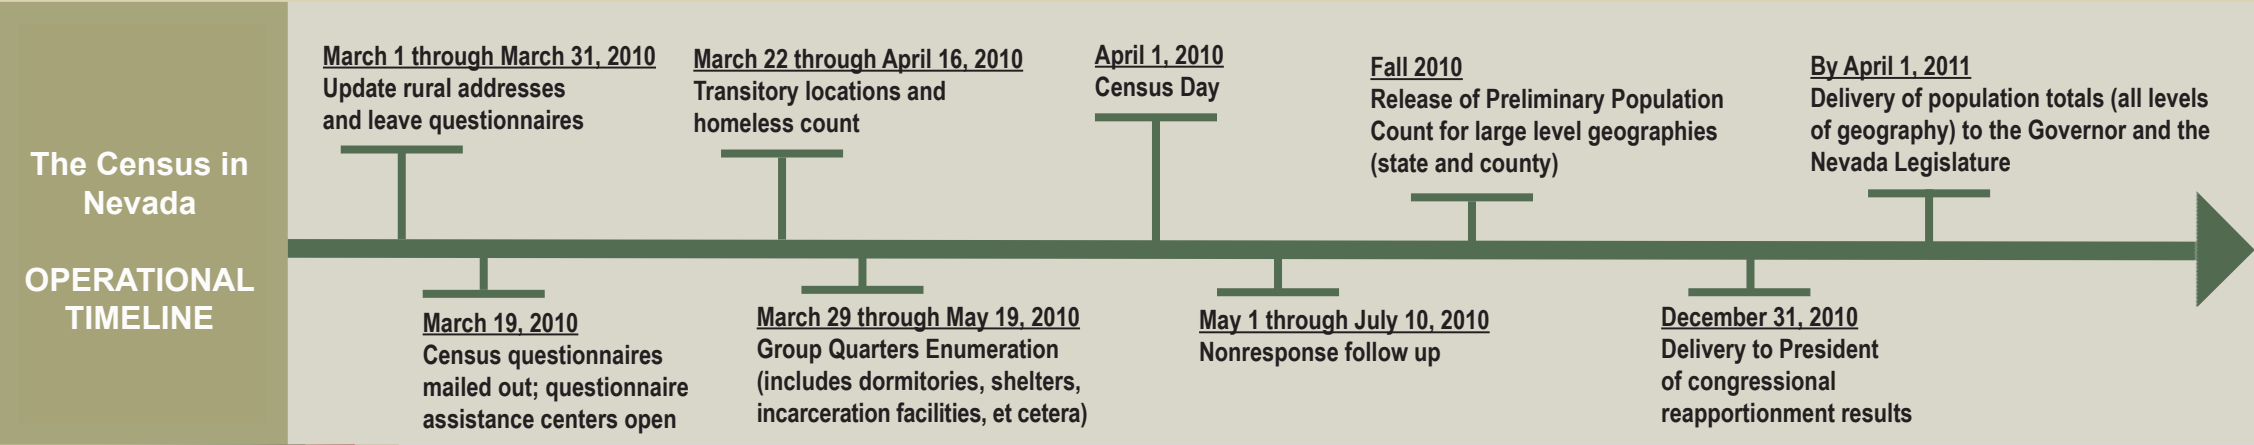 The Census in
Nevada
OPERATIONAL
TIMELINE
March 1 through March 31, 2010
Update rural addresses
and leave questionnaires
March 19, 2010
Census questionnaires
mailed out; questionnaire
assistance centers open
March 22 through April 16, 2010
Transitory locations and
homeless count
March 29 through May 19, 2010
Group Quarters Enumeration
(includes dormitories, shelters,
incarceration facilities, et cetera)
April 1, 2010
Census Day
May 1 through July 10, 2010
Nonresponse follow up
Fall 2010
Release of Preliminary Population
Count for large level geographies
(state and county)
December 31, 2010
Delivery to President
of congressional
reapportionment results
By April 1, 2011
Delivery of population totals (all levels
of geography) to the Governor and the
Nevada Legislature